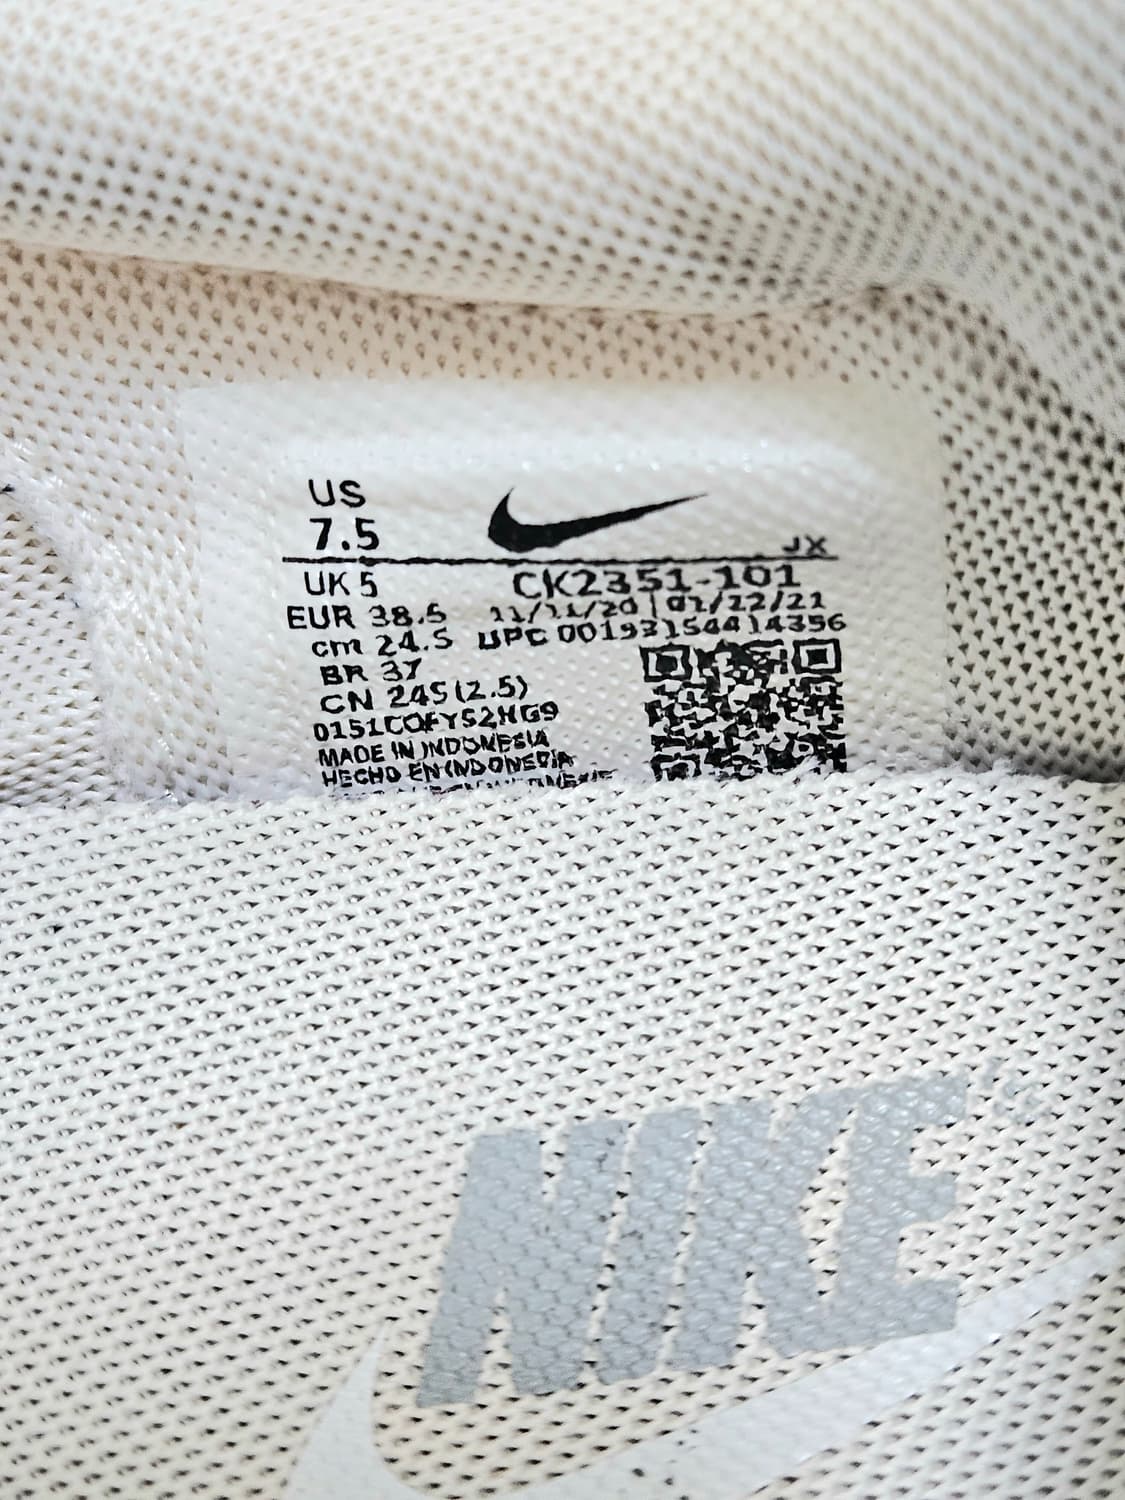 US
7.5
JX
UK 5
CK2351-101
EUR 38.5
11/11/20 | 01/22/21
cm 24.5
UPC 00193154414356
BR 37
CN 245(2.5)
MADE IN INDONESIA
HECHO EN INDONESIA
NIKE